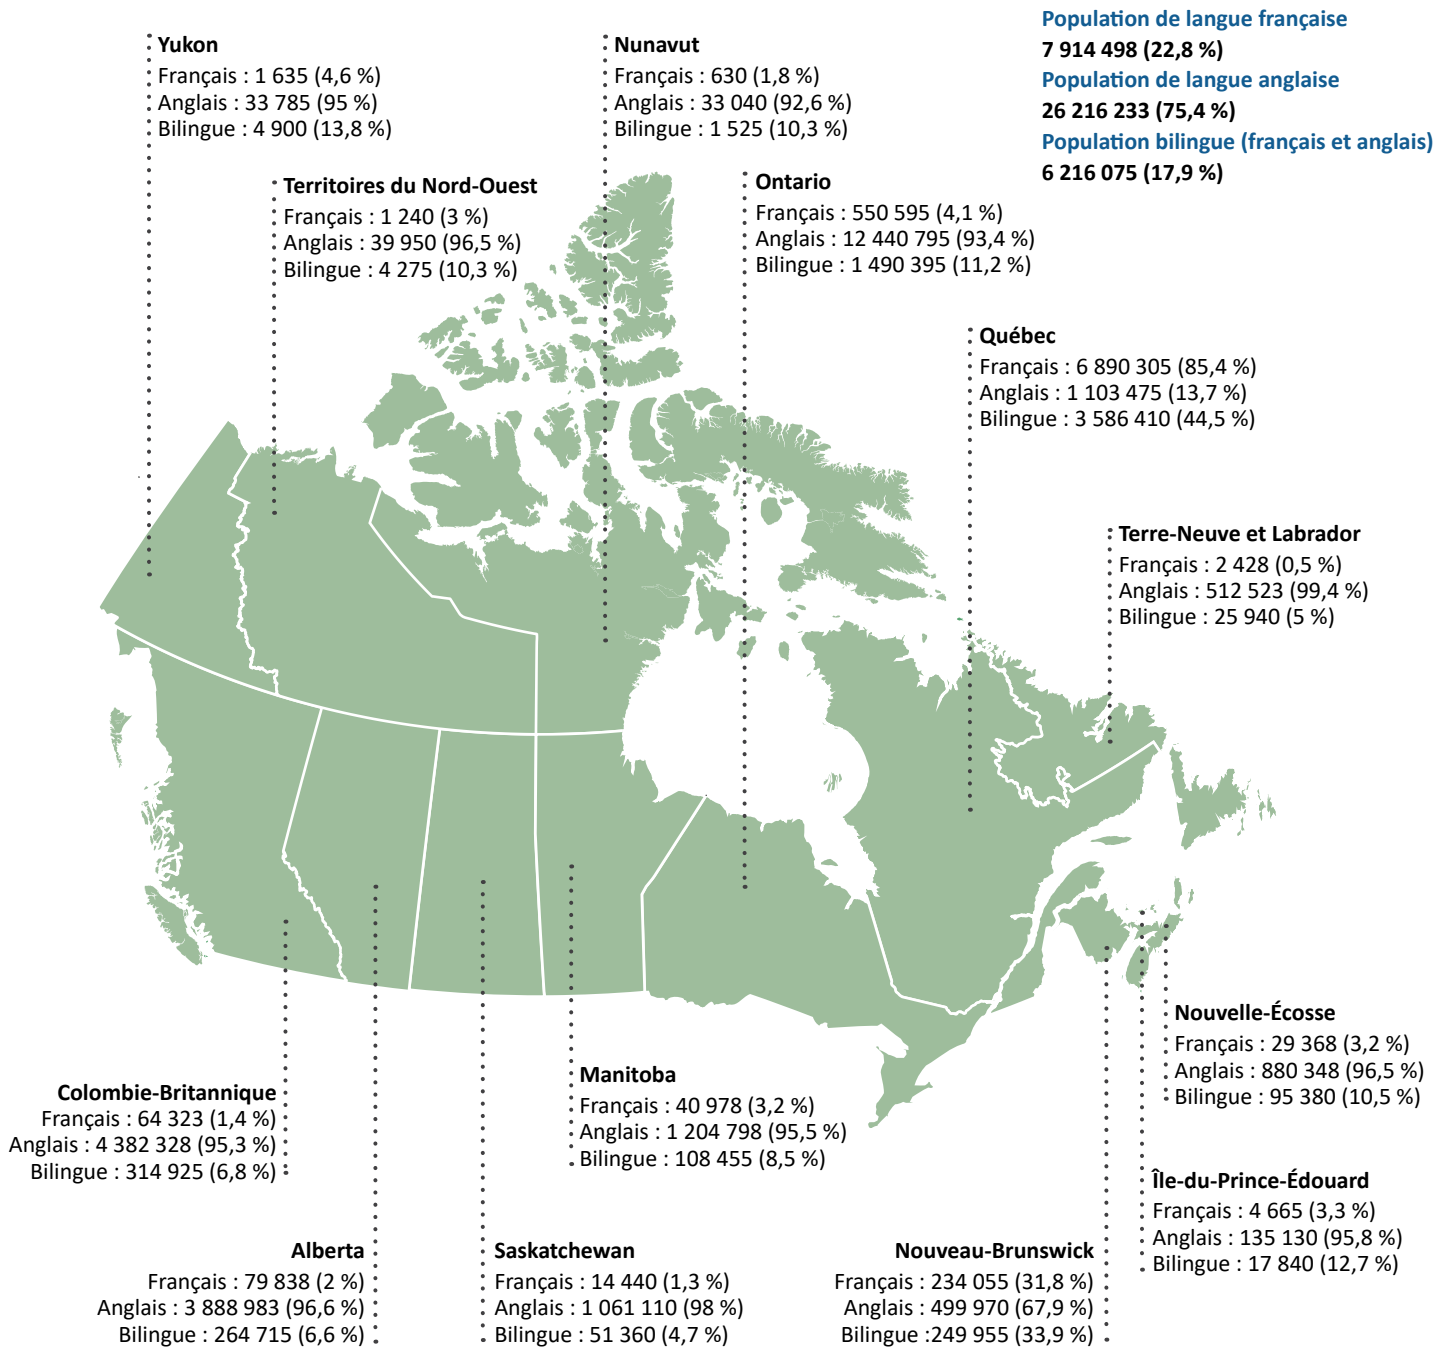 Population de langue française
7 914 498 (22,8 %)
Population de langue anglaise
26 216 233 (75,4 %)
Population bilingue (français et anglais)
6 216 075 (17,9 %)
Yukon
Français : 1 635 (4,6 %)
Anglais : 33 785 (95 %)
Bilingue : 4 900 (13,8 %)
Nunavut
Français : 630 (1,8 %)
Anglais : 33 040 (92,6 %)
Bilingue : 1 525 (10,3 %)
Territoires du Nord-Ouest
Français : 1 240 (3 %)
Anglais : 39 950 (96,5 %)
Bilingue : 4 275 (10,3 %)
Ontario
Français : 550 595 (4,1 %)
Anglais : 12 440 795 (93,4 %)
Bilingue : 1 490 395 (11,2 %)
Québec
Français : 6 890 305 (85,4 %)
Anglais : 1 103 475 (13,7 %)
Bilingue : 3 586 410 (44,5 %)
Terre-Neuve et Labrador
Français : 2 428 (0,5 %)
Anglais : 512 523 (99,4 %)
Bilingue : 25 940 (5 %)
Nouvelle-Écosse
Français : 29 368 (3,2 %)
Anglais : 880 348 (96,5 %)
Bilingue : 95 380 (10,5 %)
Colombie-Britannique
Français : 64 323 (1,4 %)
Anglais : 4 382 328 (95,3 %)
Bilingue : 314 925 (6,8 %)
Manitoba
Français : 40 978 (3,2 %)
Anglais : 1 204 798 (95,5 %)
Bilingue : 108 455 (8,5 %)
Île-du-Prince-Édouard
Français : 4 665 (3,3 %)
Anglais : 135 130 (95,8 %)
Bilingue : 17 840 (12,7 %)
Alberta
Français : 79 838 (2 %)
Anglais : 3 888 983 (96,6 %)
Bilingue : 264 715 (6,6 %)
Saskatchewan
Français : 14 440 (1,3 %)
Anglais : 1 061 110 (98 %)
Bilingue : 51 360 (4,7 %)
Nouveau-Brunswick
Français : 234 055 (31,8 %)
Anglais : 499 970 (67,9 %)
Bilingue :249 955 (33,9 %)